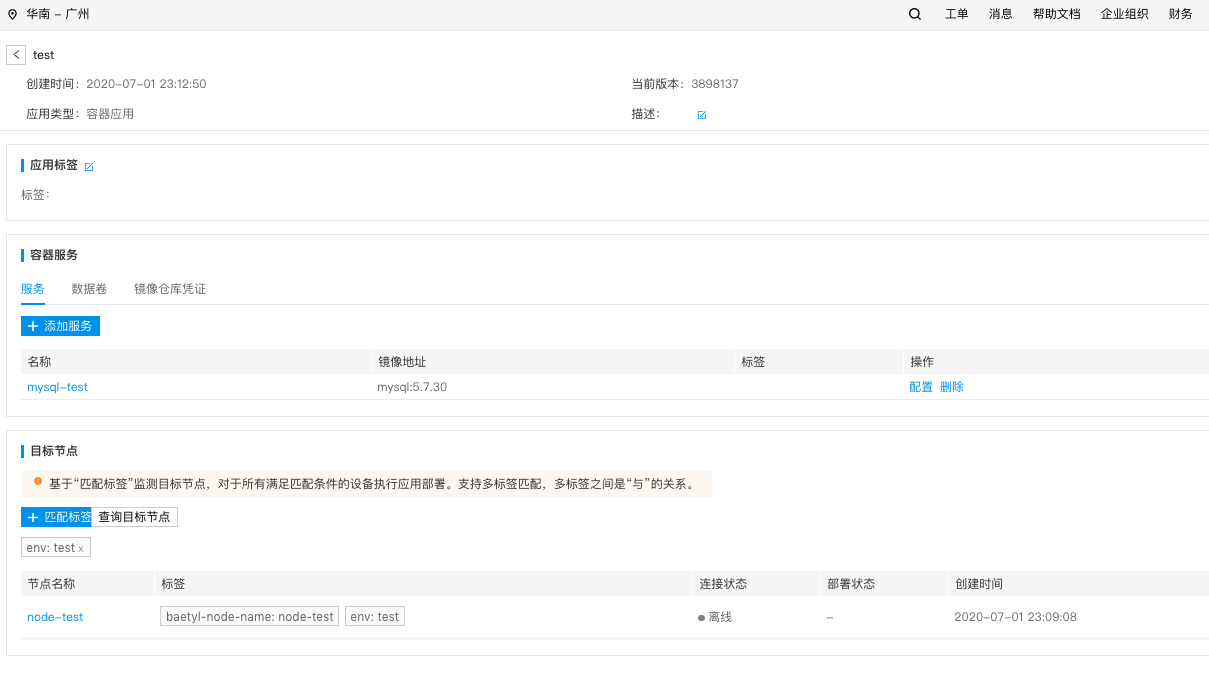 华南 - 广州 工单 消息 帮助文档 企业组织 财务
< test
创建时间: 2020-07-01 23:12:50 当前版本: 3898137
应用类型: 容器应用 描述:
应用标签
标签:
容器服务
服务 数据卷 镜像仓库凭证
+ 添加服务
名称 镜像地址 标签 操作
mysql-test mysql:5.7.30 配置 删除
目标节点
基于“匹配标签”监测目标节点，对于所有满足匹配条件的设备执行应用部署。支持多标签匹配，多标签之间是“与”的关系。
+ 匹配标签 查询目标节点
env: test x
节点名称 标签 连接状态 部署状态 创建时间
node-test baetyl-node-name: node-test env: test 离线 - 2020-07-01 23:09:08